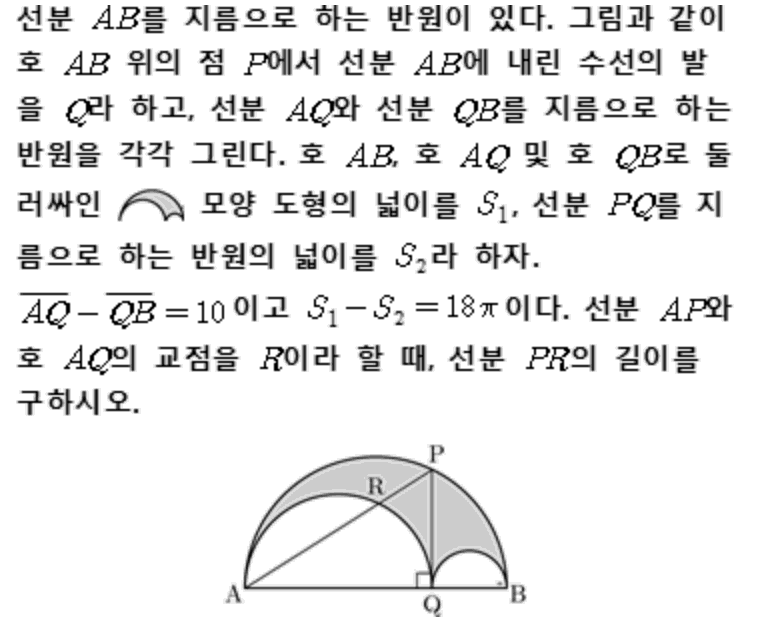 선분 AB를 지름으로 하는 반원이 있다. 그림과 같이
호 AB 위의 점 P에서 선분 AB에 내린 수선의 발
을 Q라 하고, 선분 AQ와 선분 QB를 지름으로 하는
반원을 각각 그린다. 호 AB, 호 AQ 및 호 QB로 둘
러싸인 모양 도형의 넓이를 S₁, 선분 PQ를 지
름으로 하는 반원의 넓이를 S₂라 하자.
A̅Q̅ − Q̅B̅ = 10이고 S₁ − S₂ = 18π이다. 선분 AP와
호 AQ의 교점을 R이라 할 때, 선분 PR의 길이를
구하시오.
P
R
A
Q
B